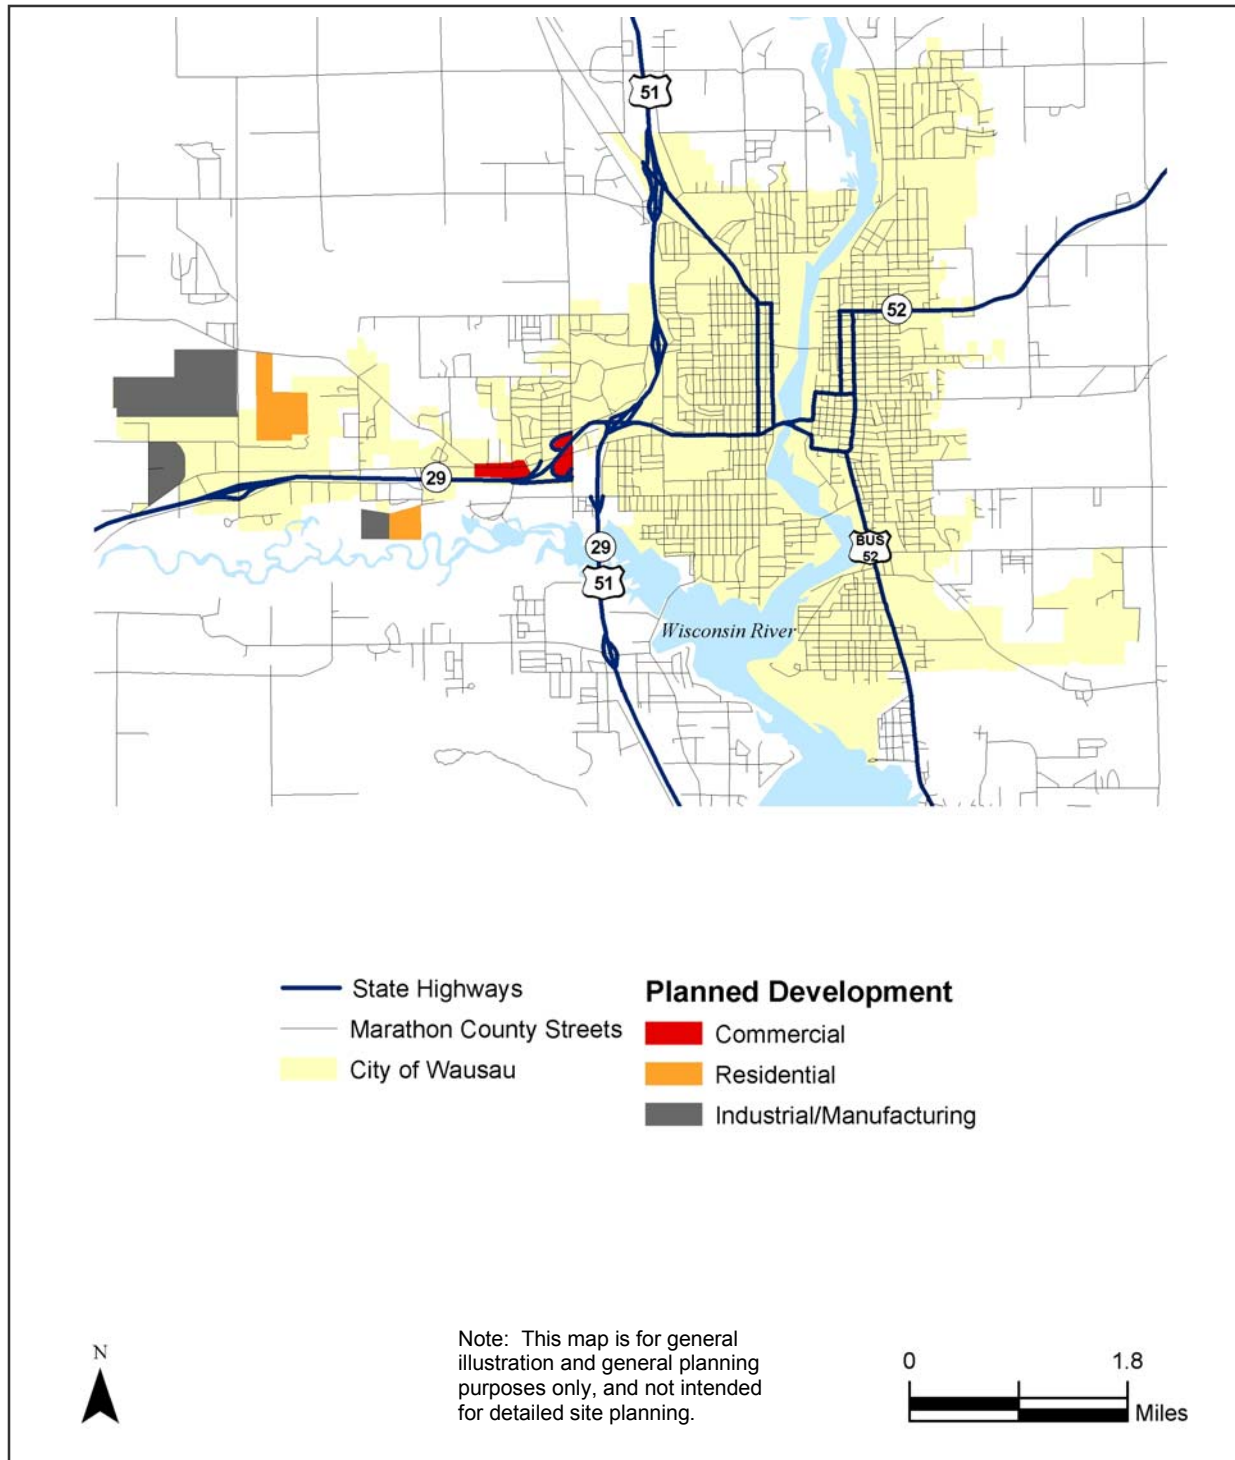 51
52
29
29
51
BUS
52
Wisconsin River
State Highways
Marathon County Streets
City of Wausau
Planned Development
Commercial
Residential
Industrial/Manufacturing
N
Note: This map is for general
illustration and general planning
purposes only, and not intended
for detailed site planning.
0 1.8
Miles